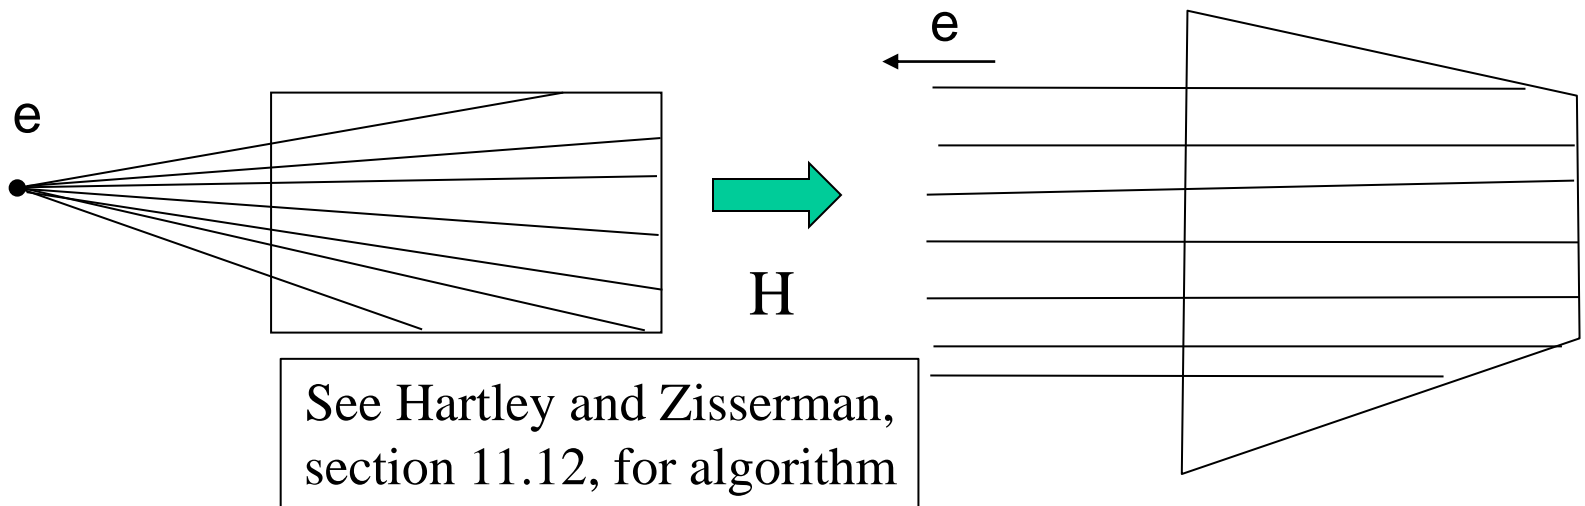 e
e
H
See Hartley and Zisserman,
section 11.12, for algorithm